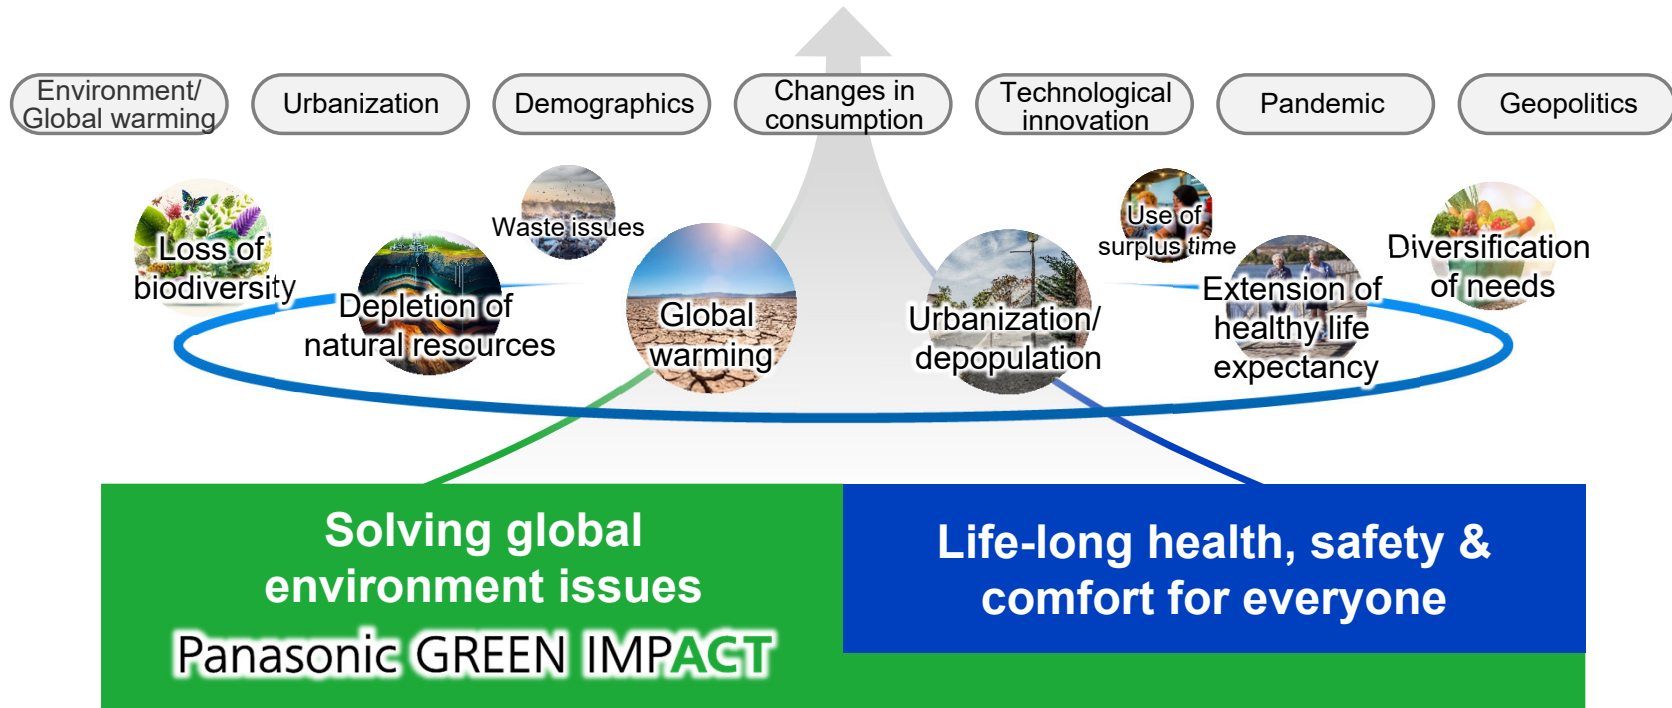 Environment/
Global warming
Urbanization
Demographics
Changes in
consumption
Technological
innovation
Pandemic
Geopolitics
Loss of
biodiversity
Depletion of
natural resources
Waste issues
Global
warming
Urbanization/
depopulation
Use of
surplus time
Extension of
healthy life
expectancy
Diversification
of needs
Solving global
environment issues
Panasonic GREEN IMPACT
Life-long health, safety &
comfort for everyone